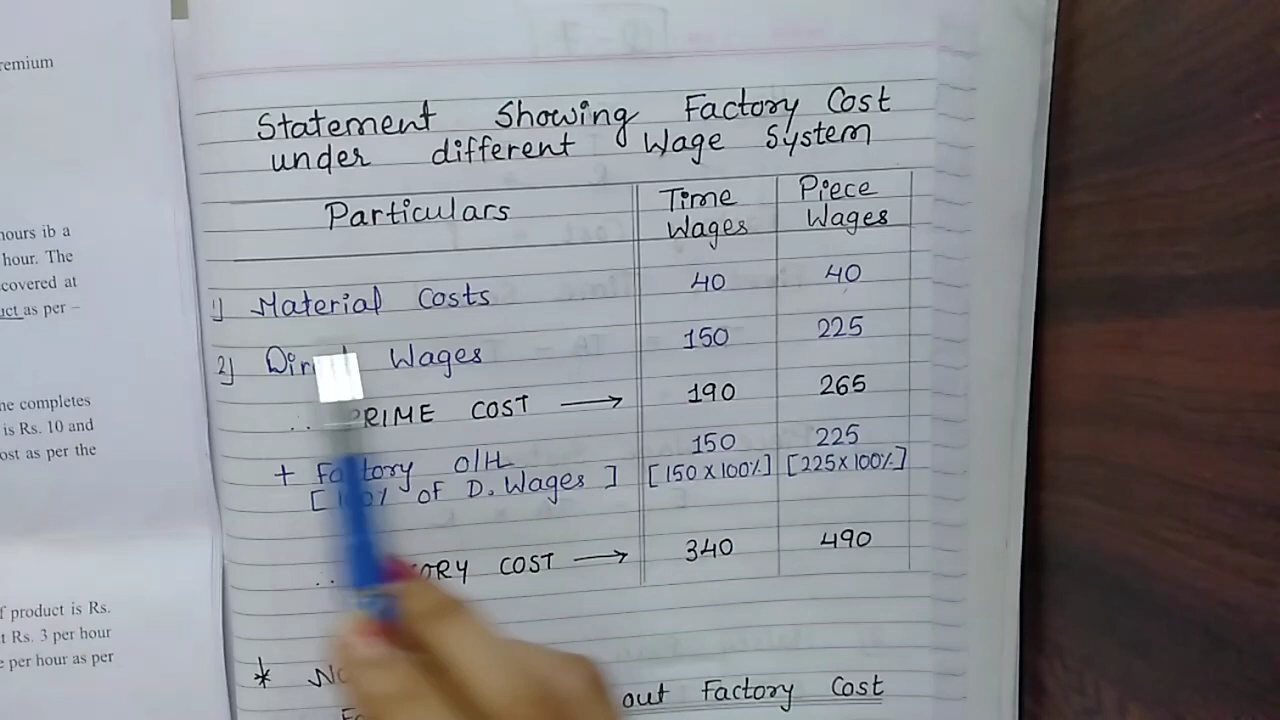 remium
hours ib a
hour. The
covered at
uct as per –
ne completes
is Rs. 10 and
ost as per the
f product is Rs.
t Rs. 3 per hour
e per hour as per
Statement Showing Factory Cost
under different Wage System
Particulars Time Wages Piece Wages
1) Material Costs 40 40
2) Wages 150 225
∴ PRIME COST → 190 265
+ Factory O/H 150 225
[100% OF D. Wages] [150 X 100%] [225 X 100%]
COST → 340 490
*
out Factory Cost